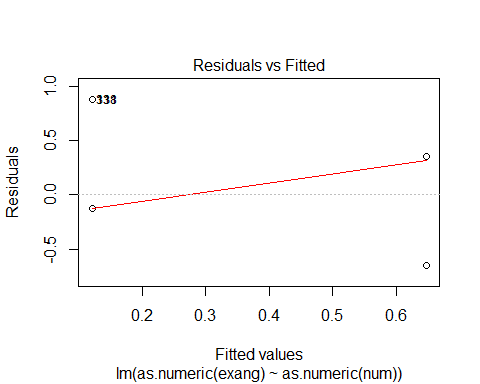 Residuals vs Fitted
Residuals
1.0
0.5
0.0
-0.5
0.2
0.3
0.4
0.5
0.6
Fitted values
lm(as.numeric(exang) ~ as.numeric(num))